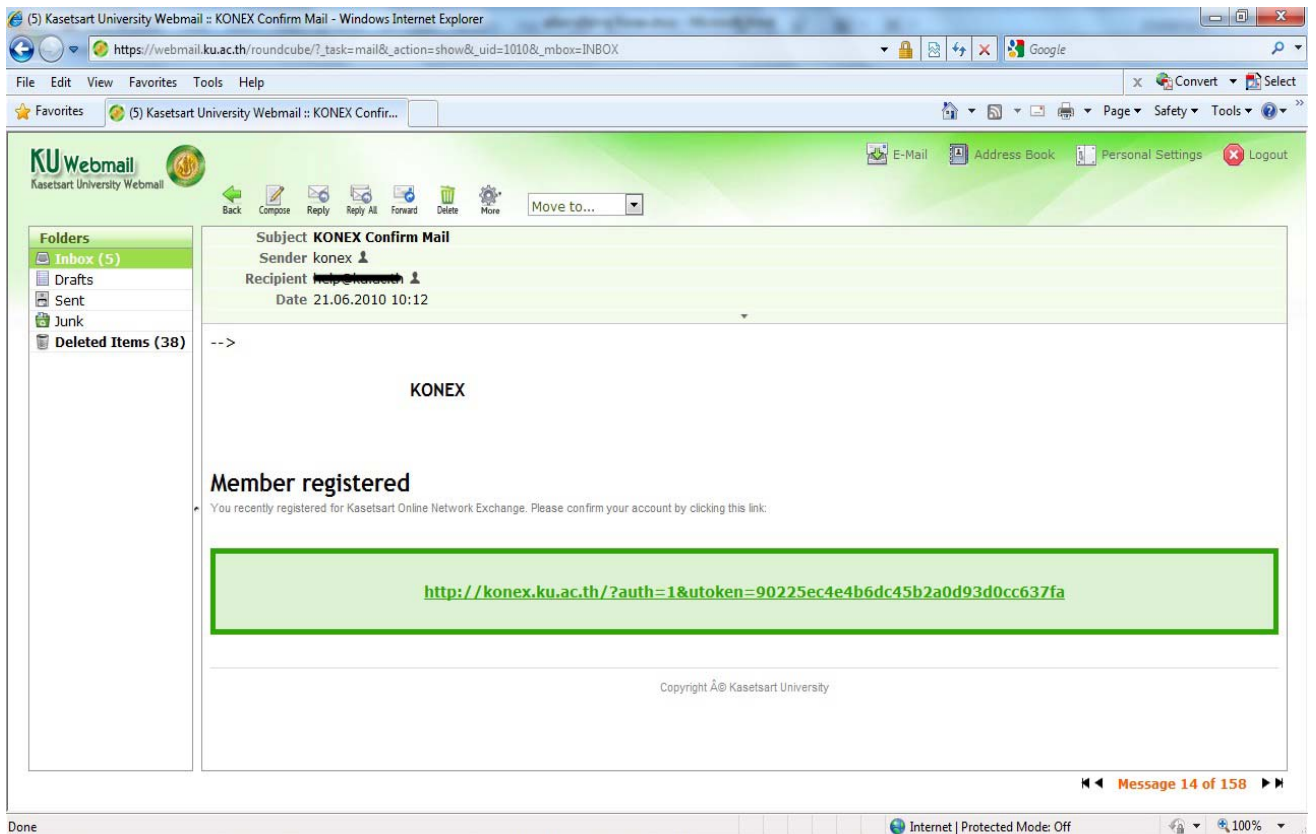 (5) Kasetsart University Webmail :: KONEX Confirm Mail - Windows Internet Explorer
https://webmail.ku.ac.th/roundcube/?_task=mail&_action=show&_uid=1010&_mbox=INBOX
Google
File Edit View Favorites Tools Help
x Convert Select
Favorites (5) Kasetsart University Webmail :: KONEX Confir...
Page Safety Tools
KU Webmail
Kasetsart University Webmail
E-Mail Address Book Personal Settings Logout
Back Compose Reply Reply All Forward Delete More Move to...
Folders
Inbox (5)
Drafts
Sent
Junk
Deleted Items (38)
Subject KONEX Confirm Mail
Sender konex
Recipient
Date 21.06.2010 10:12
-->
KONEX
Member registered
You recently registered for Kasetsart Online Network Exchange. Please confirm your account by clicking this link:
http://konex.ku.ac.th/?auth=1&utoken=90225ec4e4b6dc45b2a0d93d0cc637fa
Copyright Â© Kasetsart University
Message 14 of 158
Done
Internet | Protected Mode: Off
100%